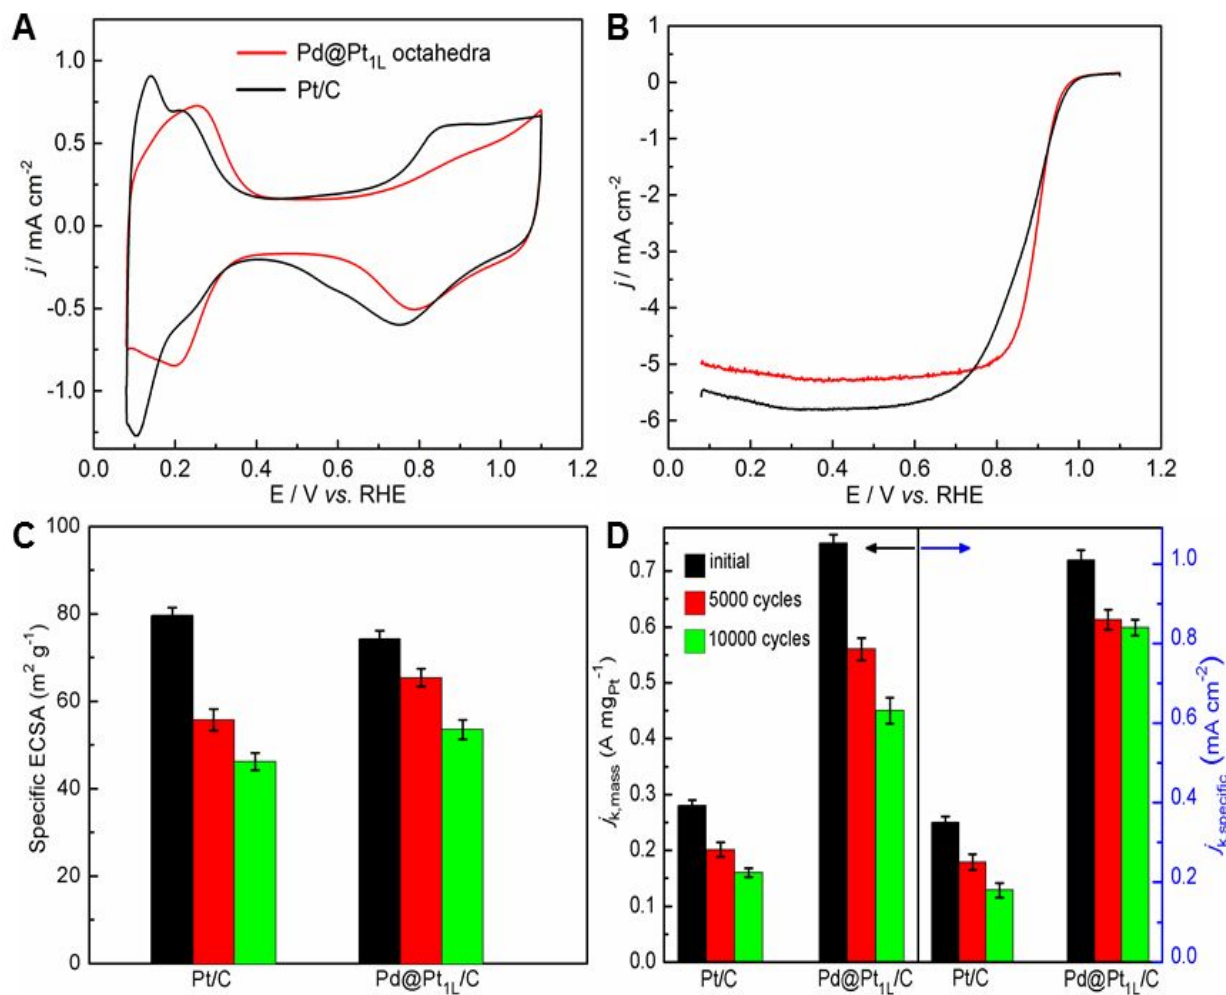 A
Pd@Pt1L octahedra
Pt/C
1.0
0.5
0.0
-0.5
-1.0
j / mA cm-2
0.0 0.2 0.4 0.6 0.8 1.0 1.2
E / V vs. RHE
B
1
0
-1
-2
-3
-4
-5
-6
j / mA cm-2
0.0 0.2 0.4 0.6 0.8 1.0 1.2
E / V vs. RHE
C
100
80
60
40
20
0
Specific ECSA (m2 g-1)
Pt/C Pd@Pt1L/C
D
initial
5000 cycles
10000 cycles
0.7
0.6
0.5
0.4
0.3
0.2
0.1
0.0
jk,mass (A mgPt-1)
1.0
0.8
0.6
0.4
0.2
0.0
jk,specific (mA cm-2)
Pt/C Pd@Pt1L/C Pt/C Pd@Pt1L/C